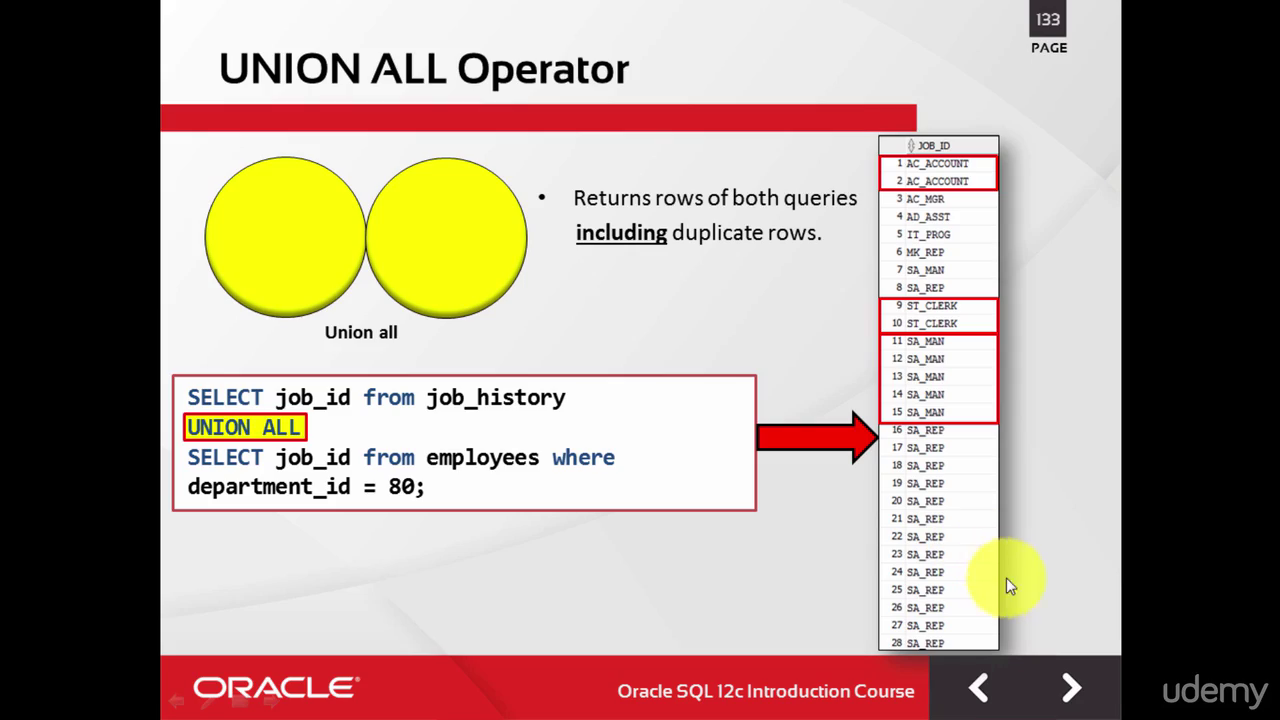 133
PAGE
UNION ALL Operator
• Returns rows of both queries
including duplicate rows.
Union all
SELECT job_id from job_history
UNION ALL
SELECT job_id from employees where
department_id = 80;
JOB_ID
1 AC_ACCOUNT
2 AC_ACCOUNT
3 AC_MGR
4 AD_ASST
5 IT_PROG
6 MK_REP
7 SA_MAN
8 SA_REP
9 ST_CLERK
10 ST_CLERK
11 SA_MAN
12 SA_MAN
13 SA_MAN
14 SA_MAN
15 SA_MAN
16 SA_REP
17 SA_REP
18 SA_REP
19 SA_REP
20 SA_REP
21 SA_REP
22 SA_REP
23 SA_REP
24 SA_REP
25 SA_REP
26 SA_REP
27 SA_REP
28 SA_REP
ORACLE®
Oracle SQL 12c Introduction Course
udemy